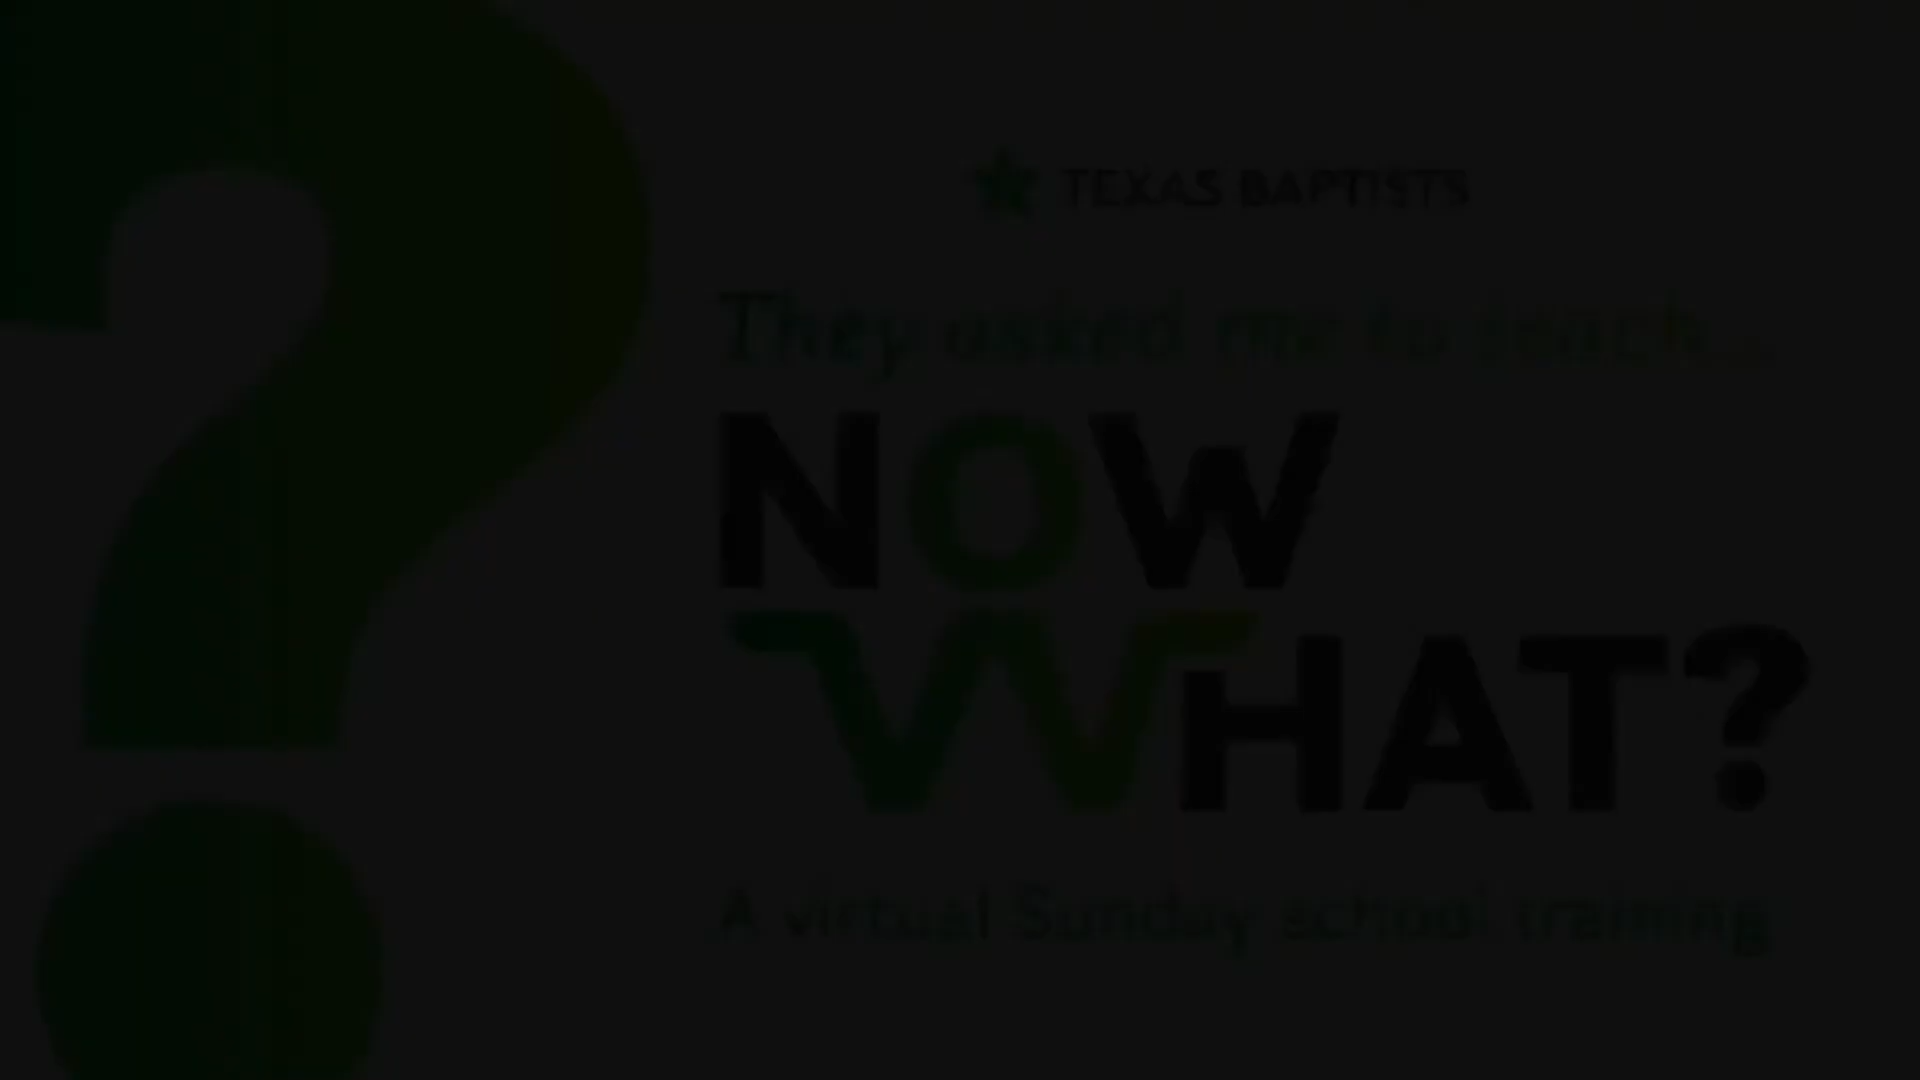 TEXAS BAPTISTS
They asked me to teach...
NOW
WHAT?
A virtual Sunday school training